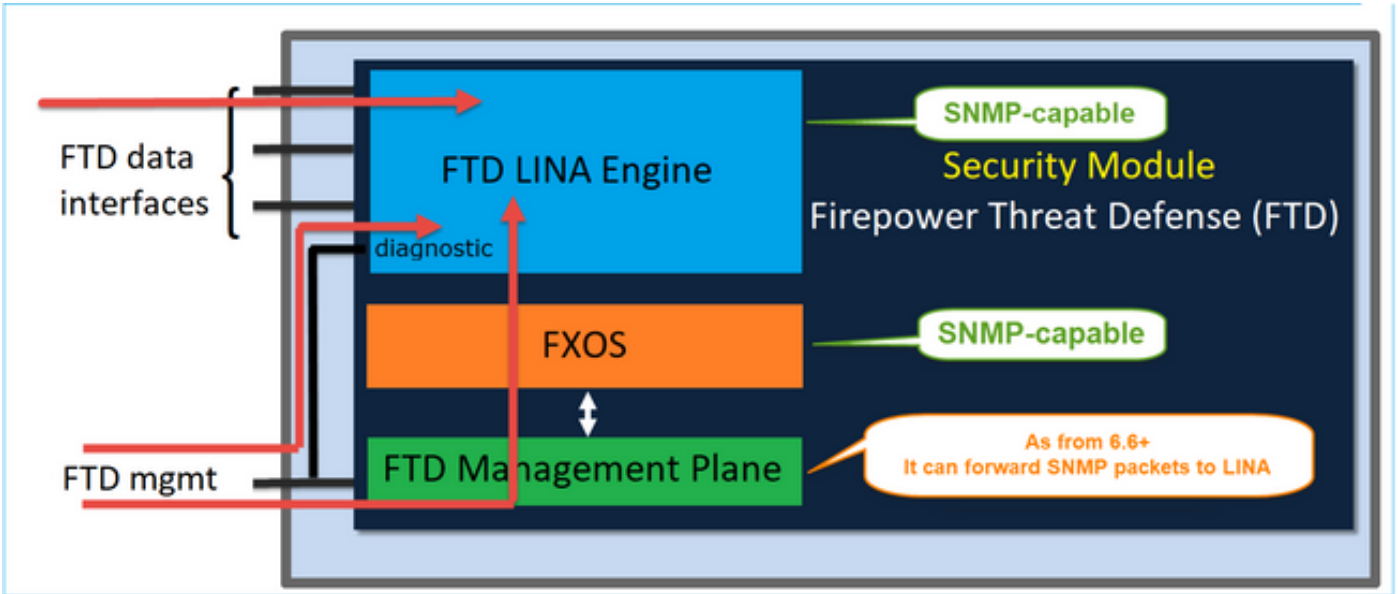 SNMP-capable
FTD data
interfaces
FTD LINA Engine
Security Module
Firepower Threat Defense (FTD)
diagnostic
FXOS
SNMP-capable
FTD mgmt
FTD Management Plane
As from 6.6+
It can forward SNMP packets to LINA